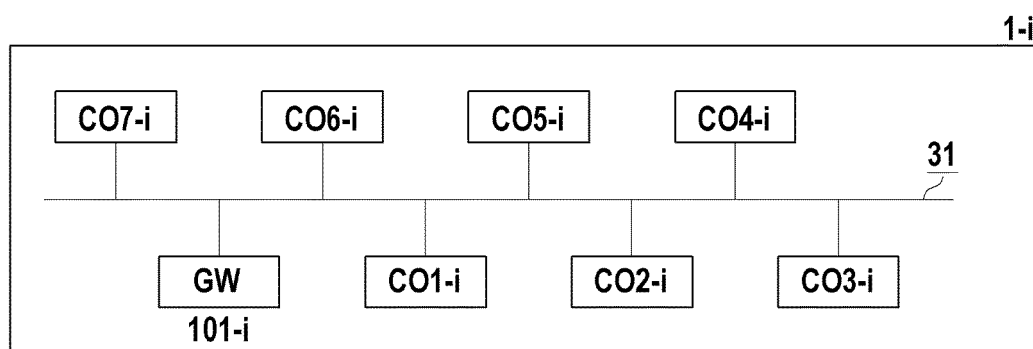 1-i
CO7-i CO6-i CO5-i CO4-i
31
GW CO1-i CO2-i CO3-i
101-i